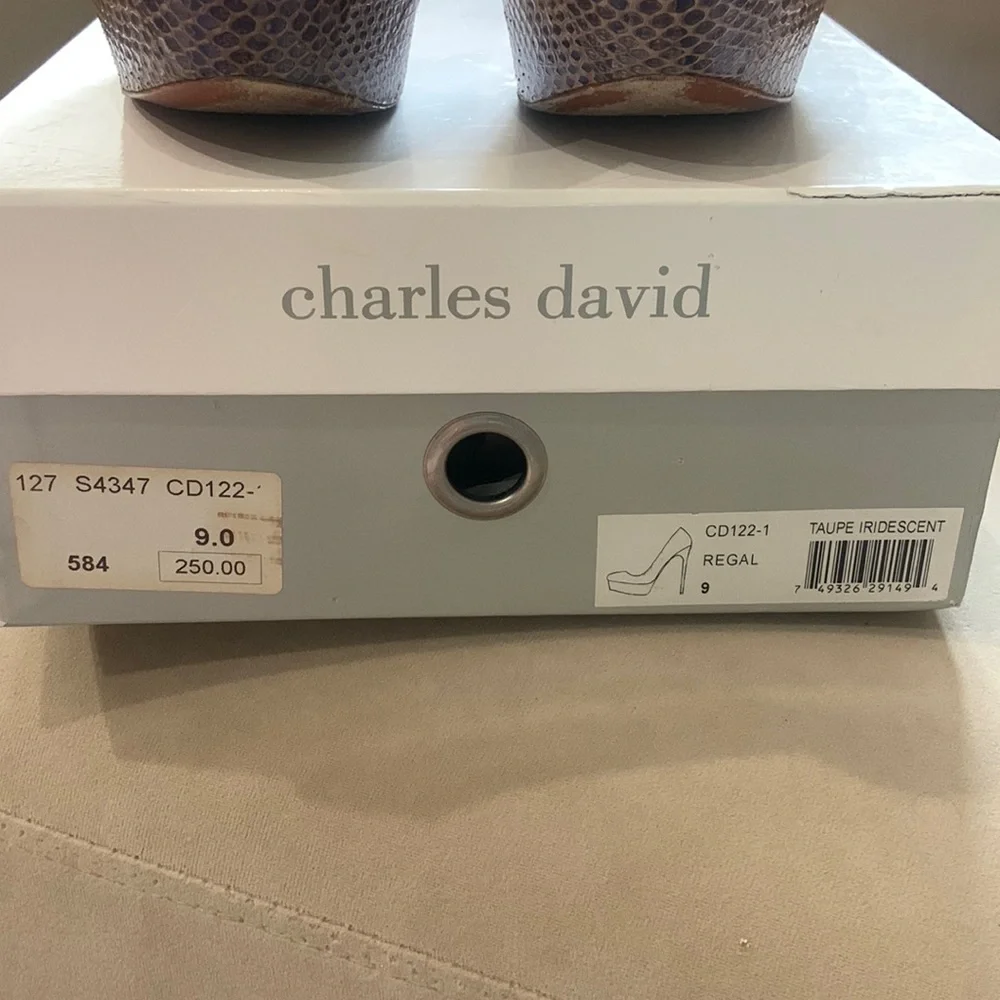 charles david
127 S4347 CD122-
9.0
584 250.00
CD122-1 TAUPE IRIDESCENT
REGAL
9
7 49326 29149 4